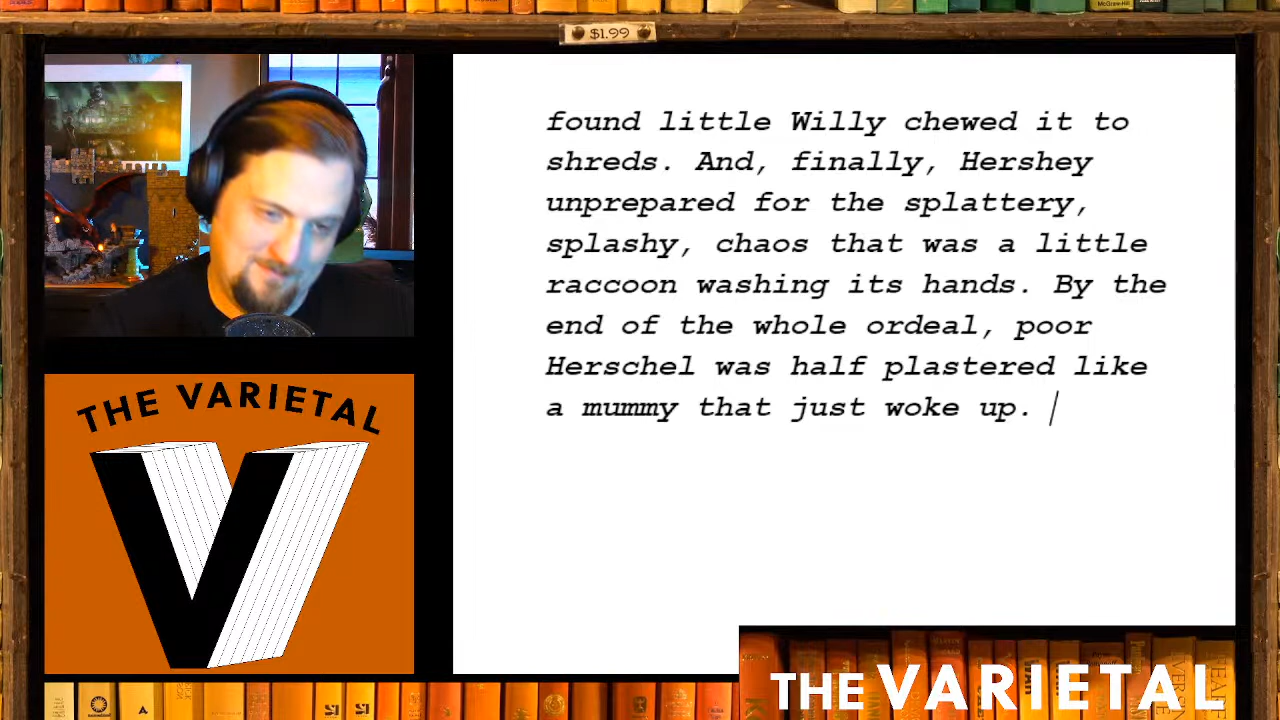 McGraw-Hill
$1.99
found little Willy chewed it to
shreds. And, finally, Hershey
unprepared for the splattery,
splashy, chaos that was a little
raccoon washing its hands. By the
end of the whole ordeal, poor
Herschel was half plastered like
a mummy that just woke up.
THE VARIETAL
THE VARIETAL